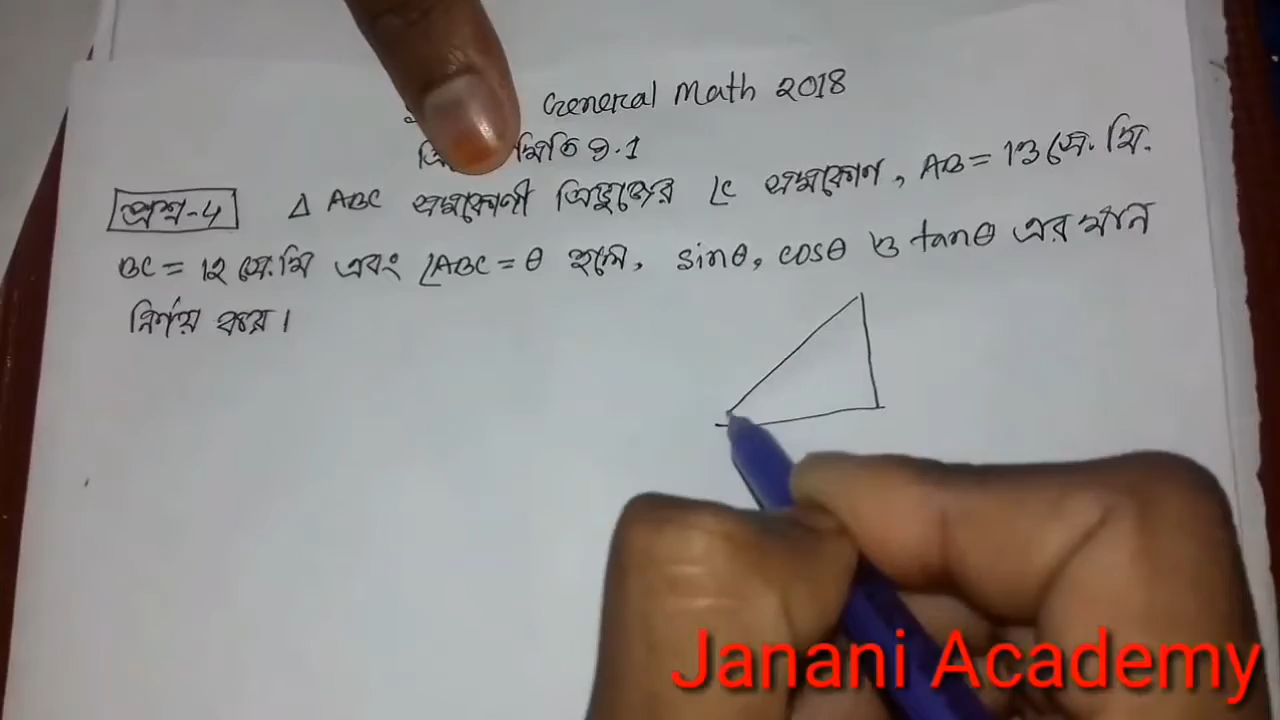 General Math 2018
মিতি ৯.1
প্রশ্ন-4 Δ ABC সমকোণী ত্রিভুজের ∠C সমকোণ, AB = 13 সে. মি.
BC = 12 সে.মি এবং ∠ABC = θ হলে, sinθ, cosθ ও tanθ এর মান
নির্ণয় কর।
Janani Academy